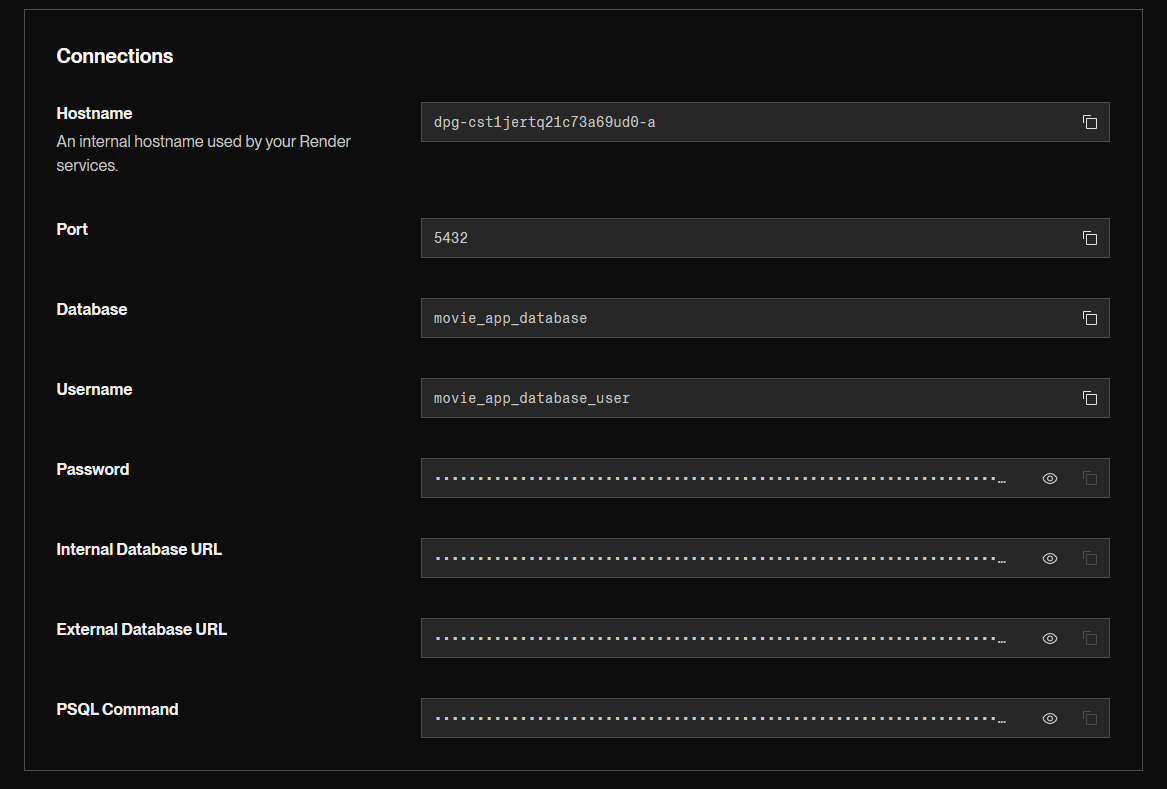 Connections
Hostname
dpg-cst1jertq21c73a69ud0-a
An internal hostname used by your Render
services.
Port
5432
Database
movie_app_database
Username
movie_app_database_user
Password
Internal Database URL
External Database URL
PSQL Command